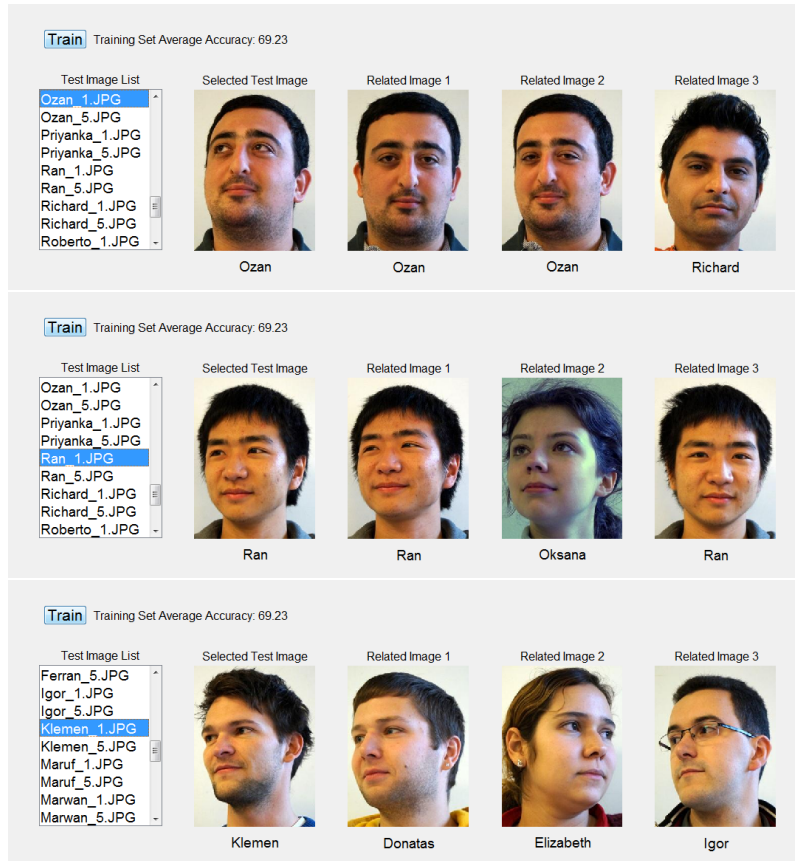 Train Training Set Average Accuracy: 69.23
Test Image List Selected Test Image Related Image 1 Related Image 2 Related Image 3
Ozan_1.JPG
Ozan_5.JPG
Priyanka_1.JPG
Priyanka_5.JPG
Ran_1.JPG
Ran_5.JPG
Richard_1.JPG
Richard_5.JPG
Roberto_1.JPG
Ozan Ozan Ozan Richard
Train Training Set Average Accuracy: 69.23
Test Image List Selected Test Image Related Image 1 Related Image 2 Related Image 3
Ozan_1.JPG
Ozan_5.JPG
Priyanka_1.JPG
Priyanka_5.JPG
Ran_1.JPG
Ran_5.JPG
Richard_1.JPG
Richard_5.JPG
Roberto_1.JPG
Ran Ran Oksana Ran
Train Training Set Average Accuracy: 69.23
Test Image List Selected Test Image Related Image 1 Related Image 2 Related Image 3
Ferran_5.JPG
Igor_1.JPG
Igor_5.JPG
Klemen_1.JPG
Klemen_5.JPG
Maruf_1.JPG
Maruf_5.JPG
Marwan_1.JPG
Marwan_5.JPG
Klemen Donatas Elizabeth Igor